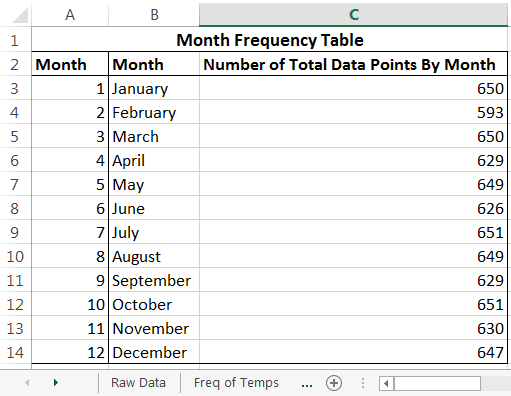 A B C
1 Month Frequency Table
2 Month Month Number of Total Data Points By Month
3 1 January 650
4 2 February 593
5 3 March 650
6 4 April 629
7 5 May 649
8 6 June 626
9 7 July 651
10 8 August 649
11 9 September 629
12 10 October 651
13 11 November 630
14 12 December 647
Raw Data Freq of Temps ...